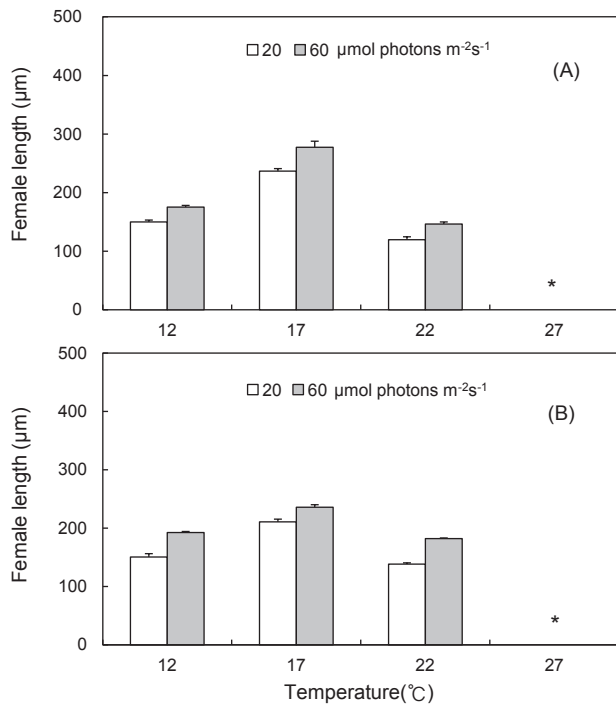 500
20 60 µmol photons m-2s-1
(A)
400
300
200
100
0
Female length (µm)
*
12 17 22 27
500
20 60 µmol photons m-2s-1
(B)
400
300
200
100
0
Female length (µm)
*
12 17 22 27
Temperature(℃)